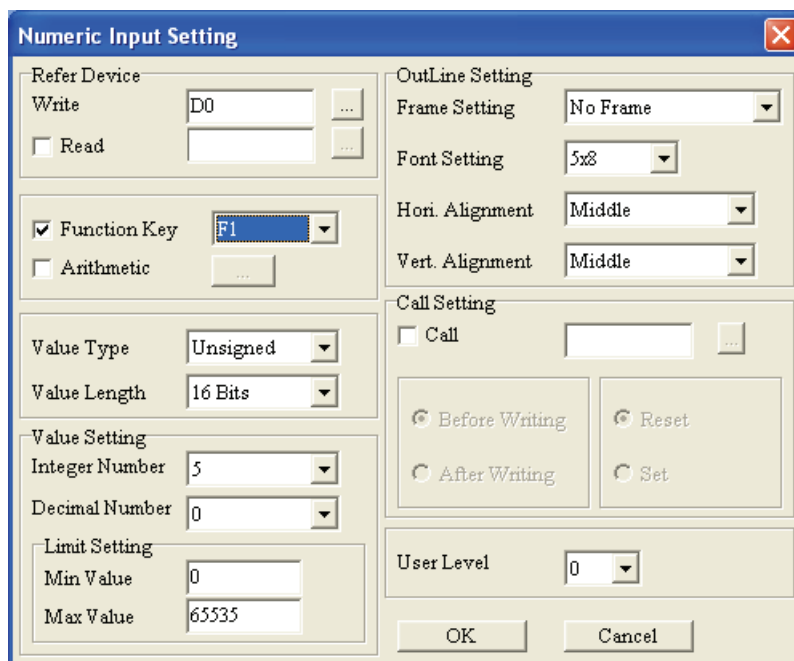 Numeric Input Setting
Refer Device
Write D0 ...
Read ...
Function Key F1
Arithmetic ...
Value Type Unsigned
Value Length 16 Bits
Value Setting
Integer Number 5
Decimal Number 0
Limit Setting
Min Value 0
Max Value 65535
OutLine Setting
Frame Setting No Frame
Font Setting 5x8
Hori. Alignment Middle
Vert. Alignment Middle
Call Setting
Call ...
Before Writing Reset
After Writing Set
User Level 0
OK Cancel